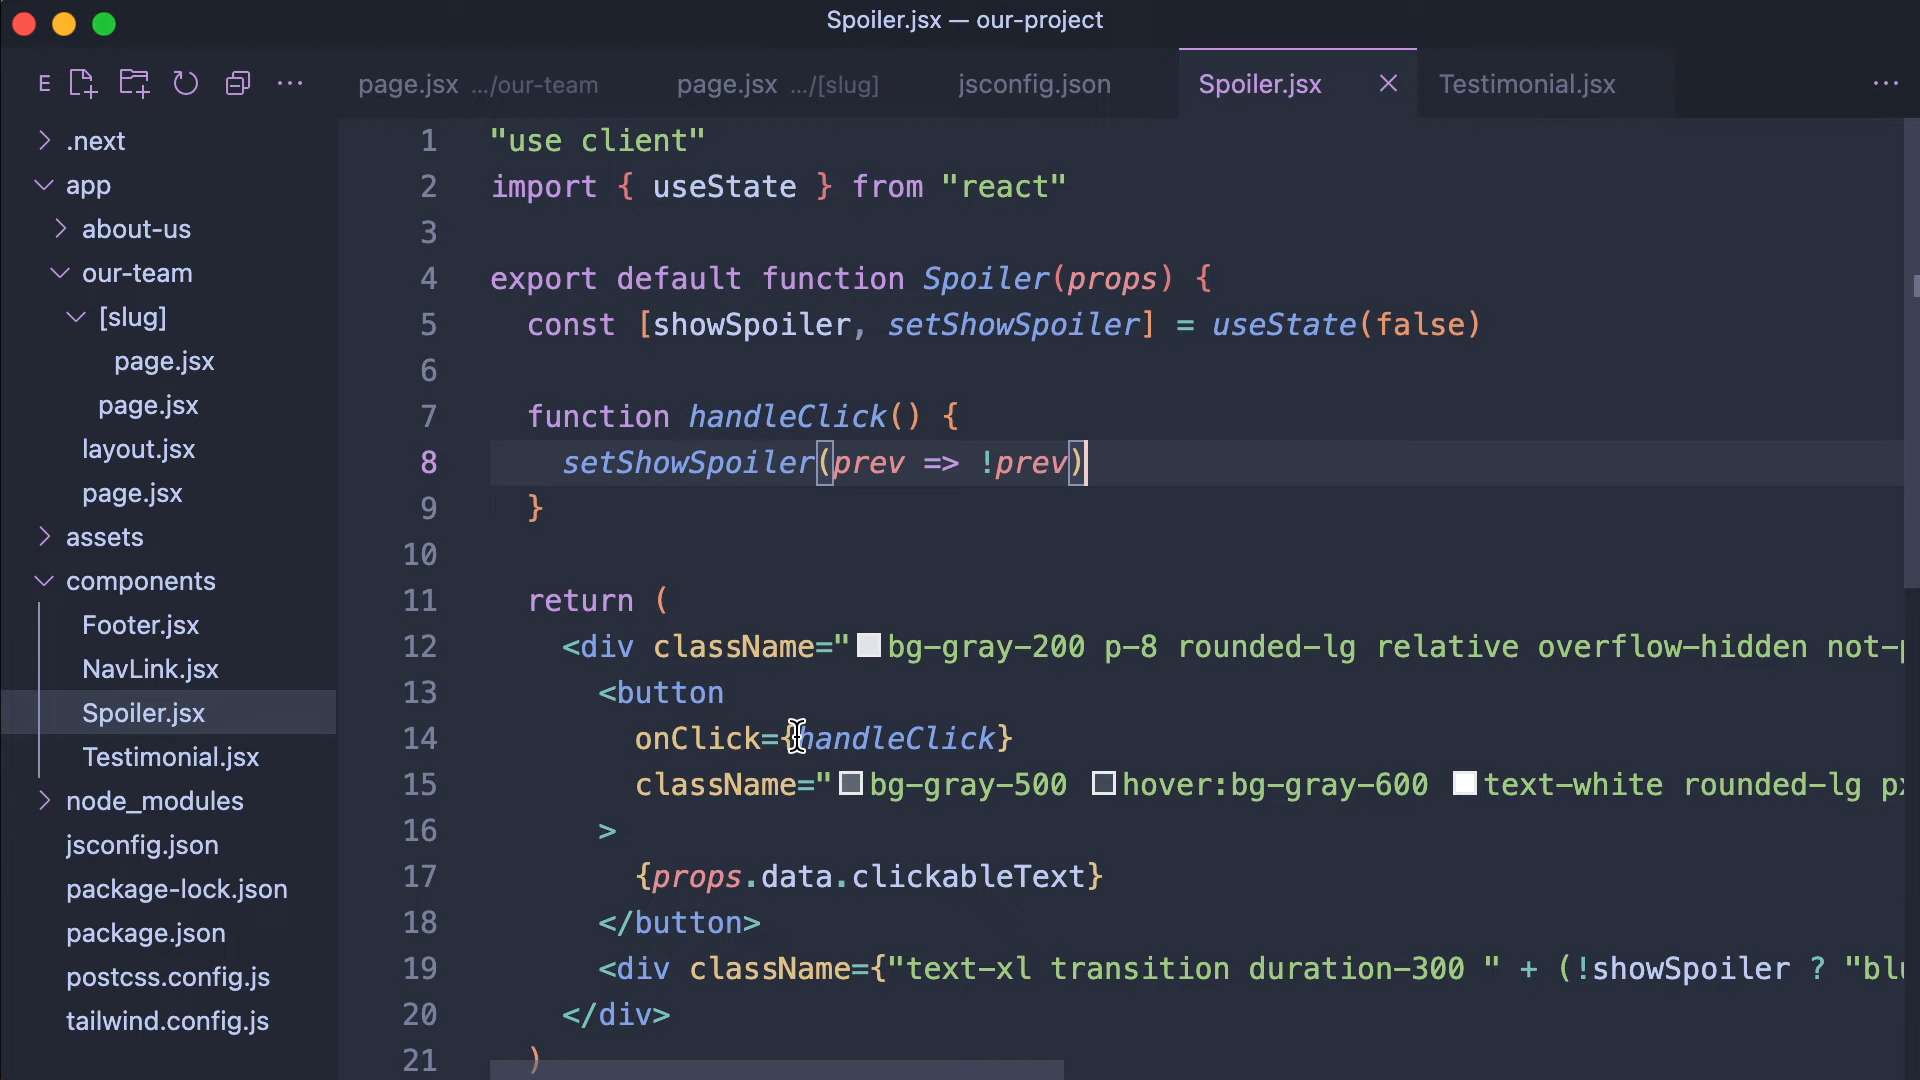 Spoiler.jsx — our-project
E
page.jsx .../our-team
page.jsx .../[slug]
jsconfig.json
Spoiler.jsx
Testimonial.jsx
.next
app
about-us
our-team
[slug]
page.jsx
page.jsx
layout.jsx
page.jsx
assets
components
Footer.jsx
NavLink.jsx
Spoiler.jsx
Testimonial.jsx
node_modules
jsconfig.json
package-lock.json
package.json
postcss.config.js
tailwind.config.js
1 "use client"
2 import { useState } from "react"
3
4 export default function Spoiler(props) {
5 const [showSpoiler, setShowSpoiler] = useState(false)
6
7 function handleClick() {
8 setShowSpoiler(prev => !prev)
9 }
10
11 return (
12 <div className="bg-gray-200 p-8 rounded-lg relative overflow-hidden not-
13 <button
14 onClick={handleClick}
15 className="bg-gray-500 hover:bg-gray-600 text-white rounded-lg
16 >
17 {props.data.clickableText}
18 </button>
19 <div className={"text-xl transition duration-300 " + (!showSpoiler ?
20 </div>
21 )